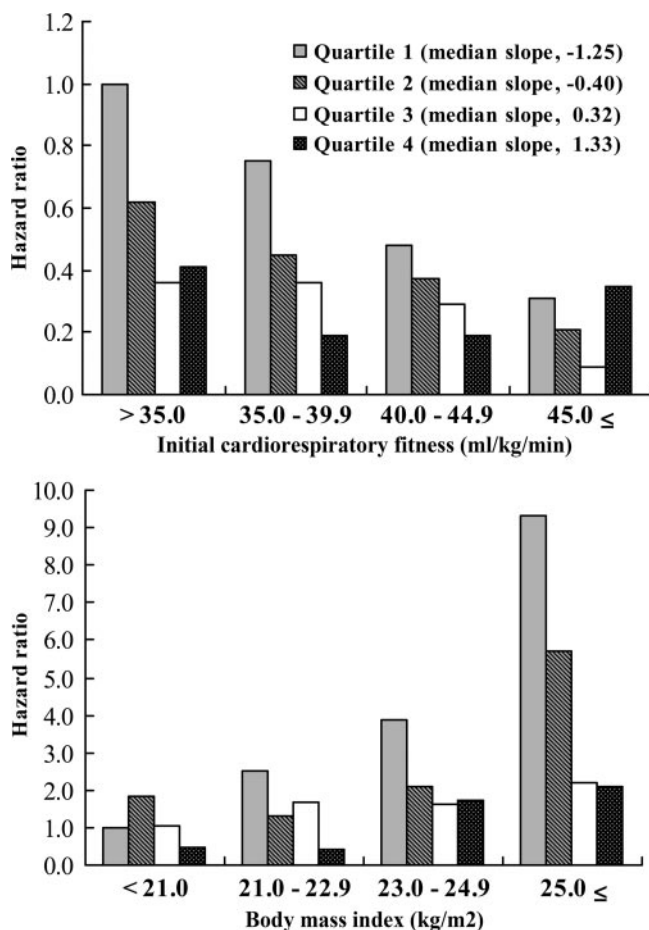 1.2
1.0
0.8
0.6
0.4
0.2
0.0
Hazard ratio
Quartile 1 (median slope, -1.25)
Quartile 2 (median slope, -0.40)
Quartile 3 (median slope, 0.32)
Quartile 4 (median slope, 1.33)
> 35.0 35.0 - 39.9 40.0 - 44.9 45.0 ≤
Initial cardiorespiratory fitness (ml/kg/min)
10.0
9.0
8.0
7.0
6.0
5.0
4.0
3.0
2.0
1.0
0.0
Hazard ratio
< 21.0 21.0 - 22.9 23.0 - 24.9 25.0 ≤
Body mass index (kg/m2)